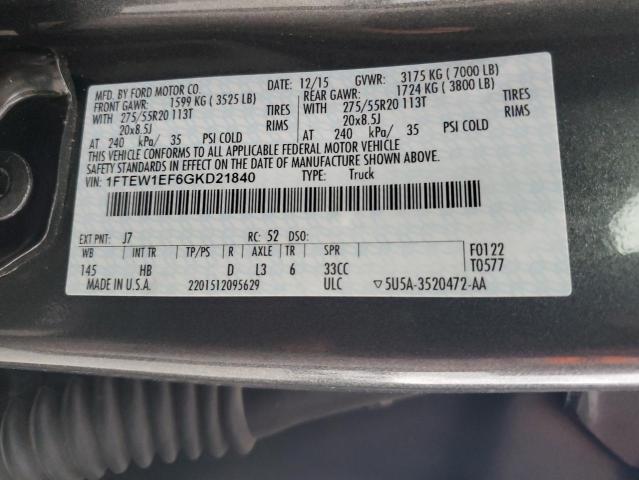 MFD. BY FORD MOTOR CO. 12/15 GVWR: 3175 KG ( 7000 LB)
FRONT GAWR: 1599 KG ( 3525 LB) REAR GAWR: 1724 KG ( 3800 LB)
WITH 275/55R20 113T TIRES WITH 275/55R20 113T TIRES
20x8.5J RIMS 20x8.5J RIMS
AT 240 kPa/ 35 PSI COLD AT 240 kPa/ 35 PSI COLD
THIS VEHICLE CONFORMS TO ALL APPLICABLE FEDERAL MOTOR VEHICLE
SAFETY STANDARDS IN EFFECT ON THE DATE OF MANUFACTURE SHOWN ABOVE.
VIN: 1FTEW1EF6GKD21840 TYPE: Truck
EXT PNT: J7 RC: 52 DSO: F0122
WB INT TR TP/PS R AXLE TR SPR T0577
145 HB D L3 6 33CC
MADE IN U.S.A. 2201512095629 ULC ▽5U5A-3520472-AA